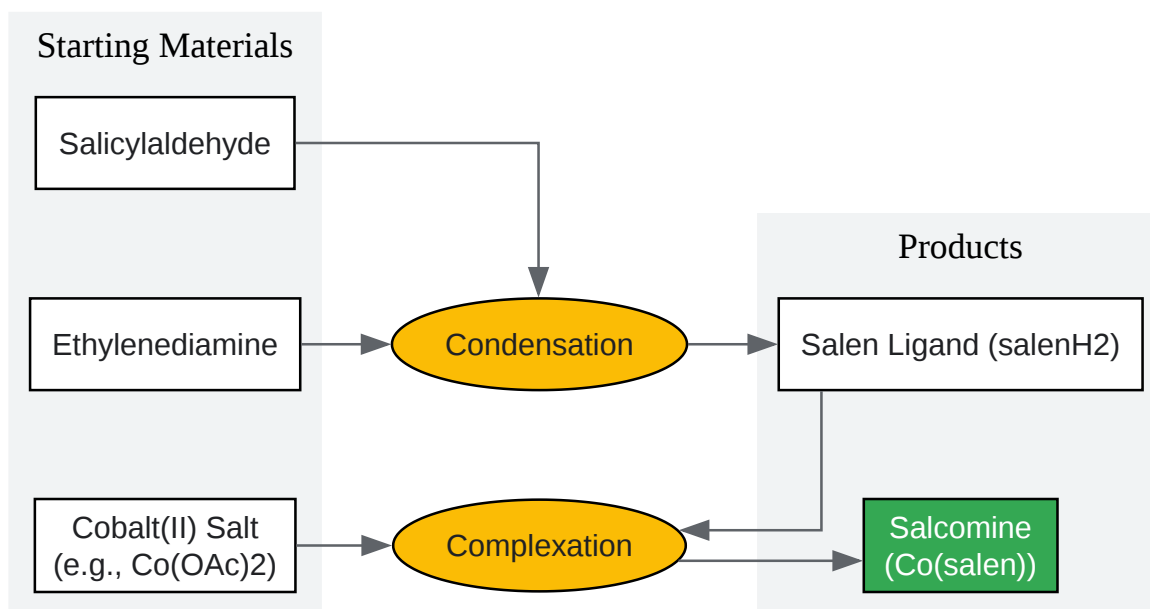 Starting Materials
Salicylaldehyde
Products
Ethylenediamine
Condensation
Salen Ligand (salenH2)
Cobalt(II) Salt
(e.g., Co(OAc)2)
Complexation
Salcomine
(Co(salen))